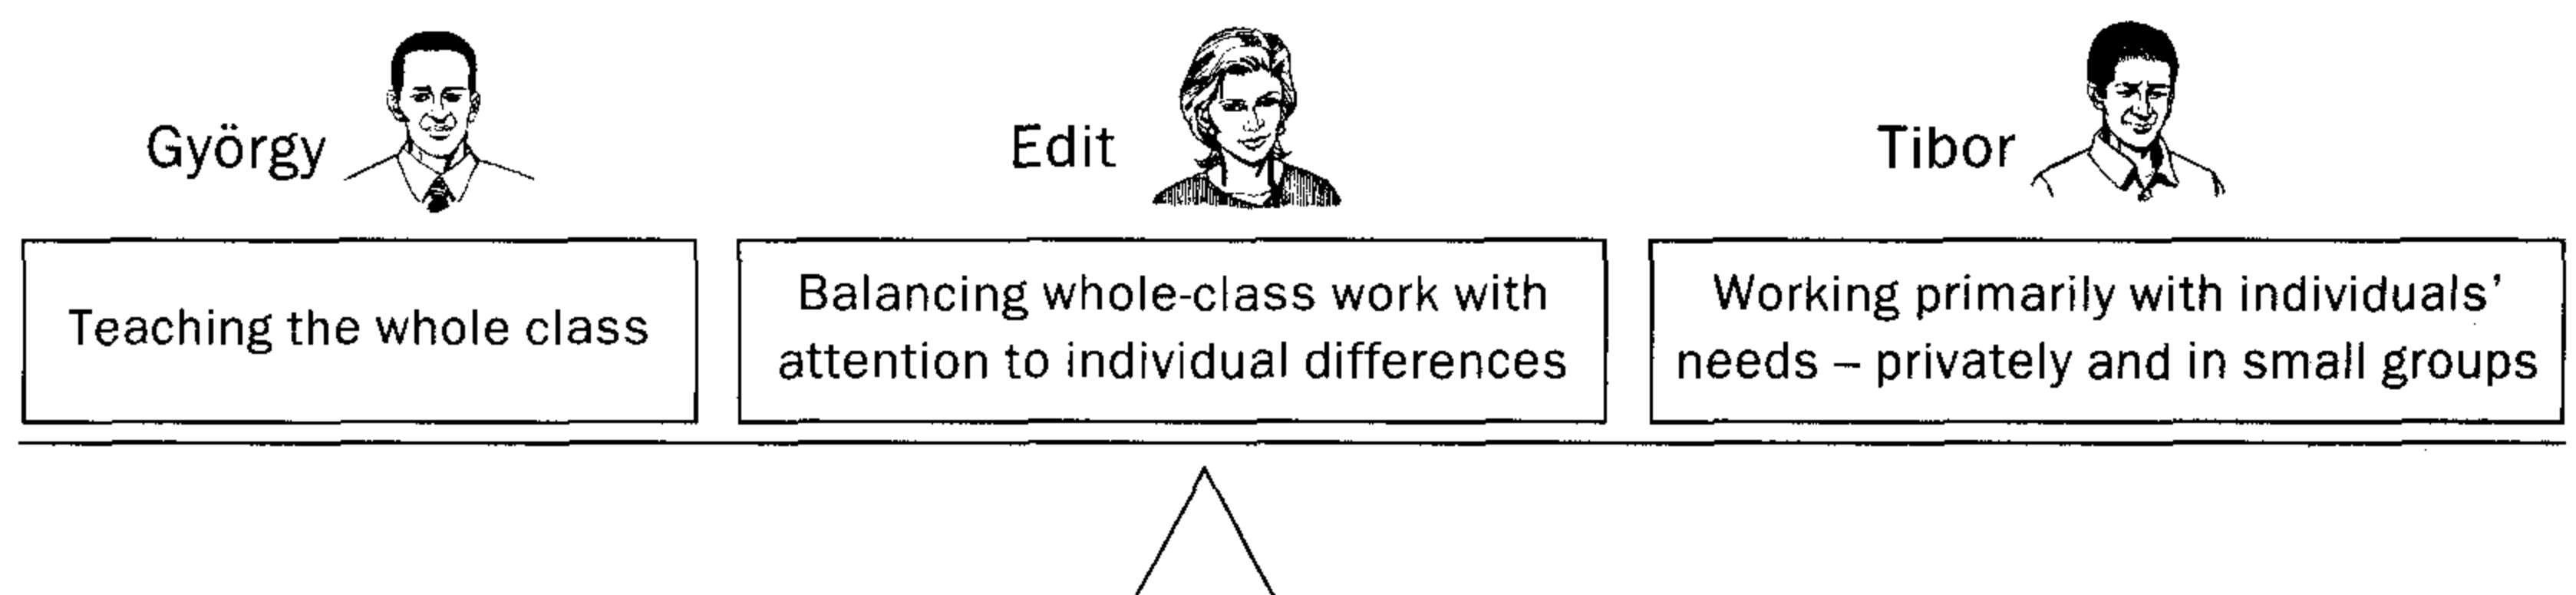 György
Edit
Tibor
Teaching the whole class
Balancing whole-class work with
attention to individual differences
Working primarily with individuals'
needs – privately and in small groups